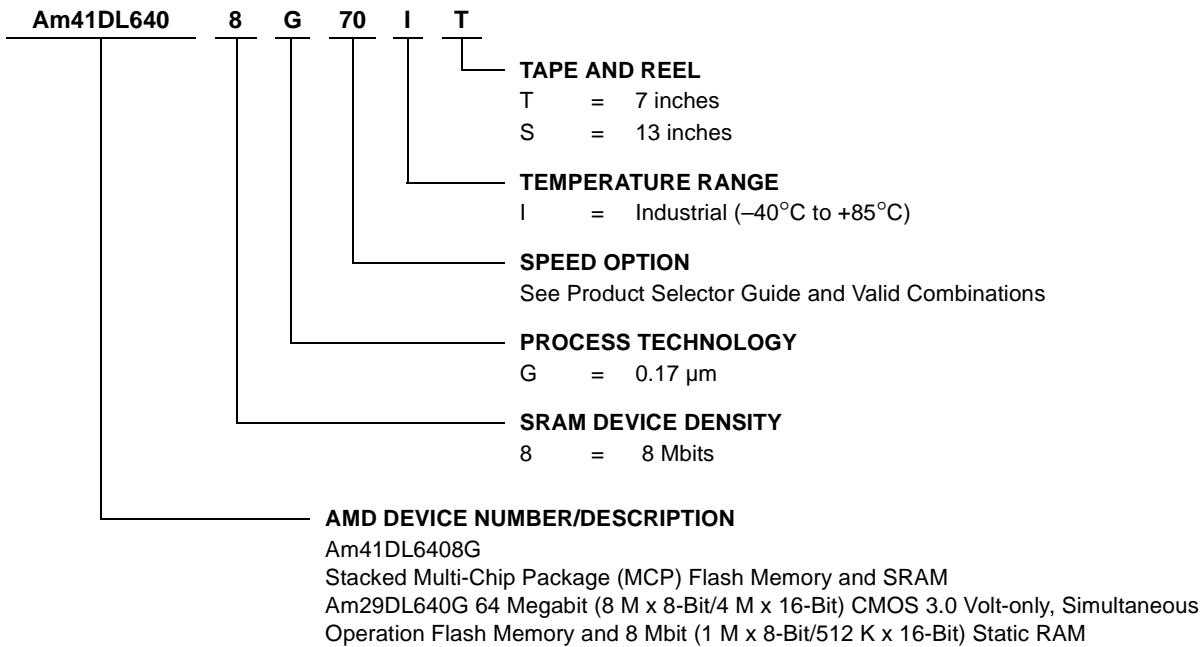 Am41DL640 8 G 70 I T
TAPE AND REEL
T = 7 inches
S = 13 inches
TEMPERATURE RANGE
I = Industrial (–40°C to +85°C)
SPEED OPTION
See Product Selector Guide and Valid Combinations
PROCESS TECHNOLOGY
G = 0.17 µm
SRAM DEVICE DENSITY
8 = 8 Mbits
AMD DEVICE NUMBER/DESCRIPTION
Am41DL6408G
Stacked Multi-Chip Package (MCP) Flash Memory and SRAM
Am29DL640G 64 Megabit (8 M x 8-Bit/4 M x 16-Bit) CMOS 3.0 Volt-only, Simultaneous
Operation Flash Memory and 8 Mbit (1 M x 8-Bit/512 K x 16-Bit) Static RAM